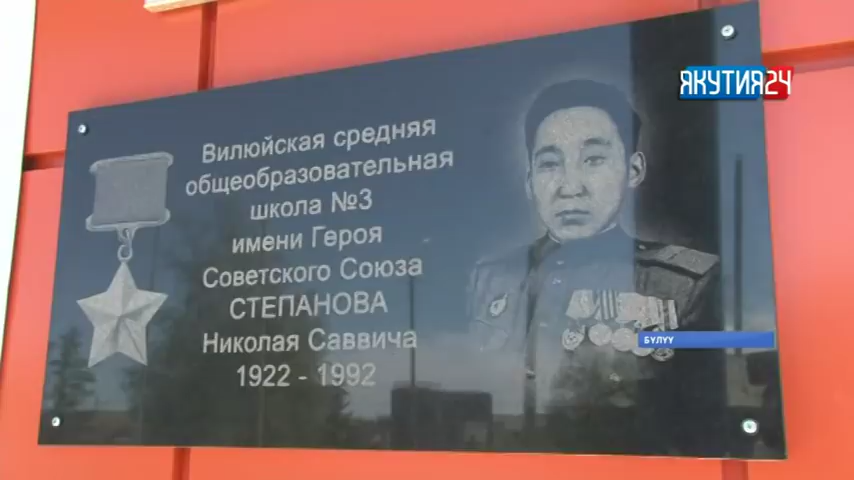 ЯКУТИЯ24
Вилюйская средняя
общеобразовательная
школа №3
имени Героя
Советского Союза
СТЕПАНОВА
Николая Саввича
1922 - 1992
БҮЛҮҮ